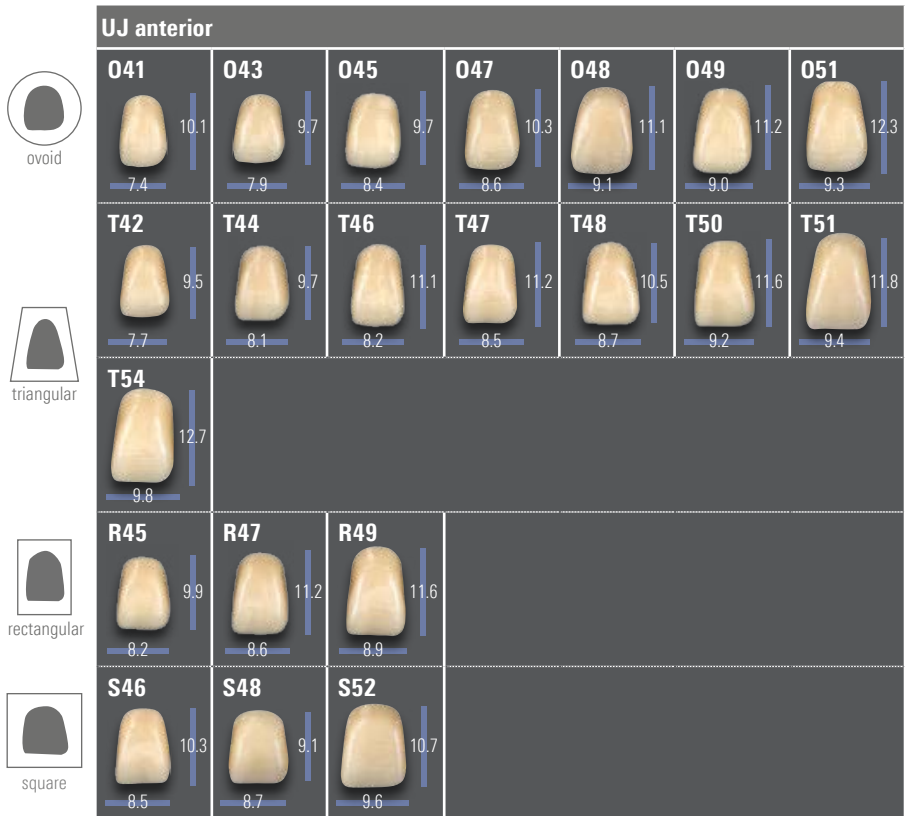 UJ anterior
O41 O43 O45 O47 O48 O49 O51
10.1 9.7 9.7 10.3 11.1 11.2 12.3
ovoid
7.4 7.9 8.4 8.6 9.1 9.0 9.3
T42 T44 T46 T47 T48 T50 T51
9.5 9.7 11.1 11.2 10.5 11.6 11.8
7.7 8.1 8.2 8.5 8.7 9.2 9.4
triangular
T54
12.7
9.8
R45 R47 R49
9.9 11.2 11.6
rectangular
8.2 8.6 8.9
S46 S48 S52
10.3 9.1 10.7
square
8.5 8.7 9.6